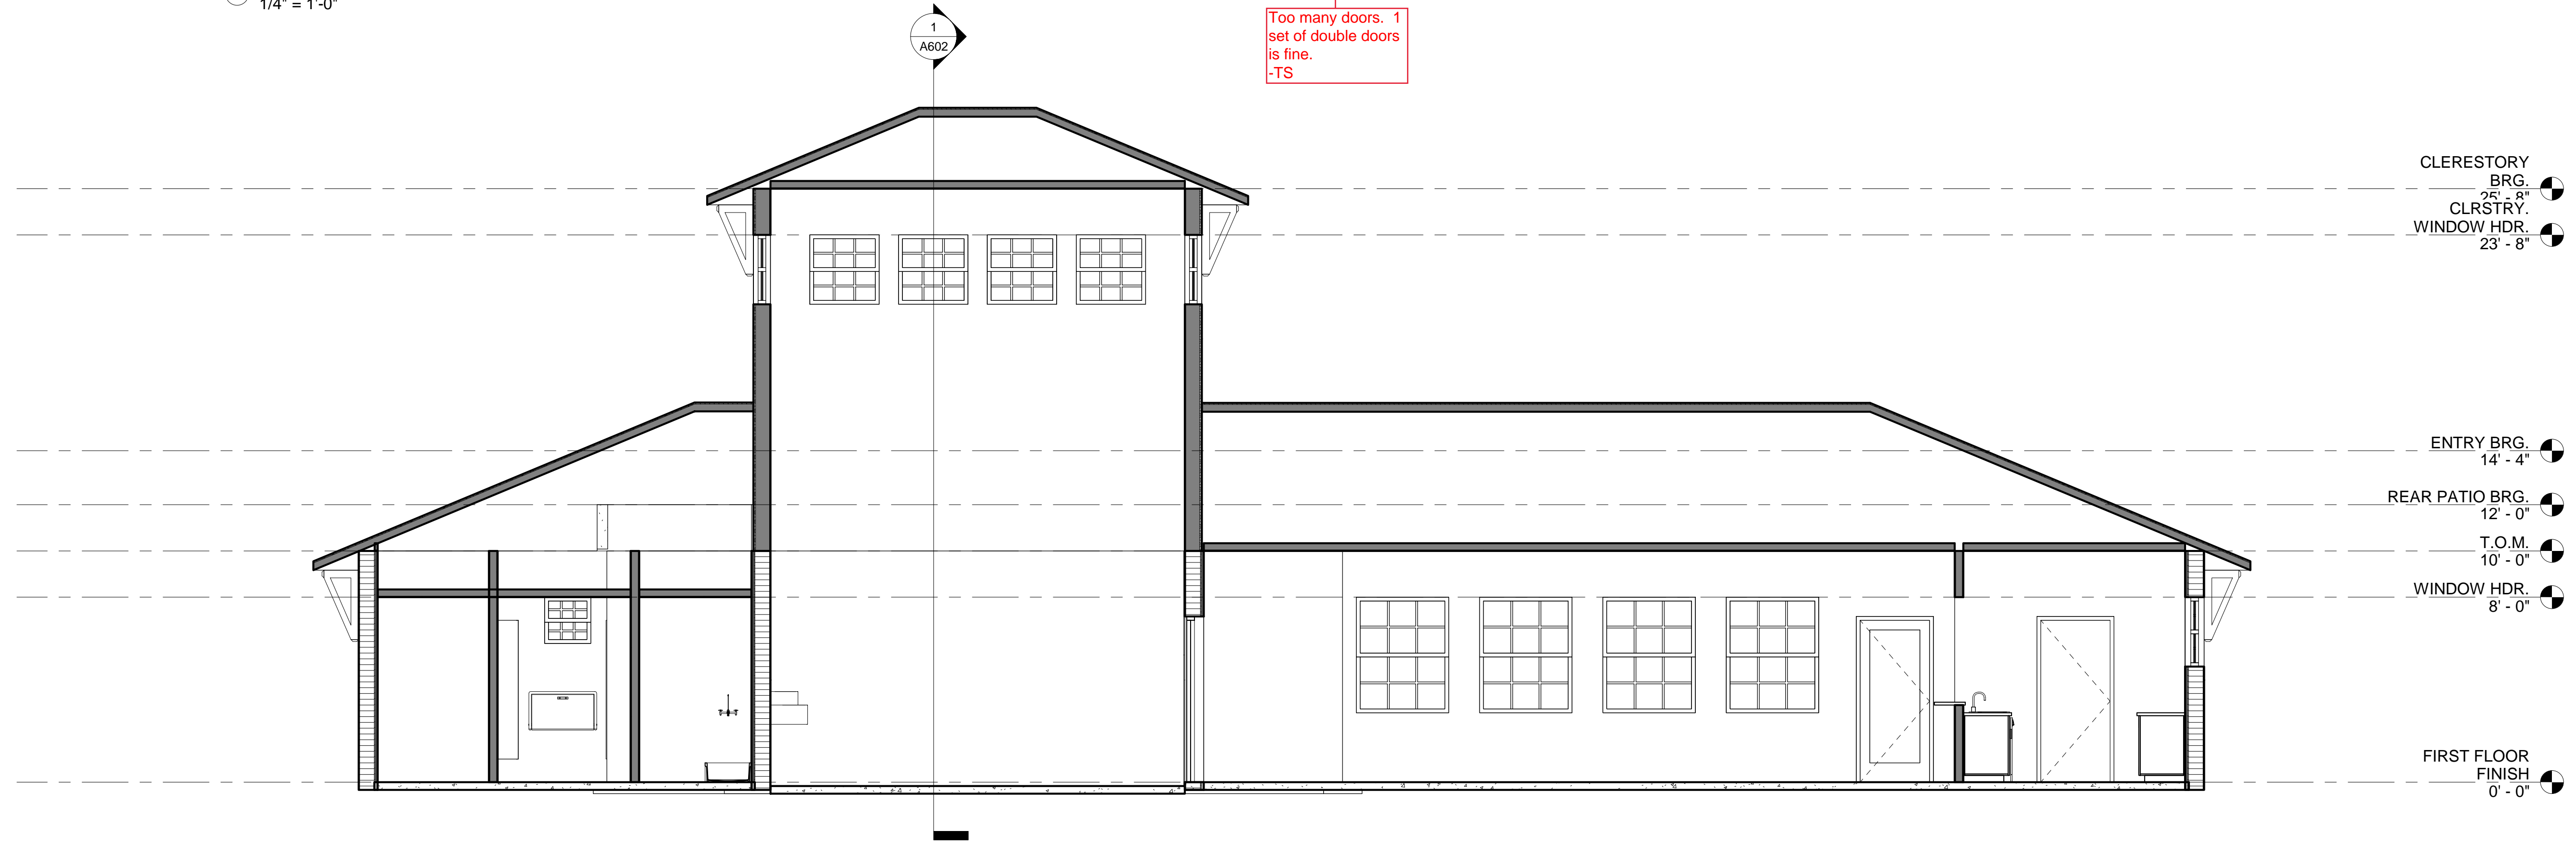 1/4" = 1'-0"
1
A602
Too many doors. 1
set of double doors
is fine.
-TS
CLERESTORY
BRG.
25' - 8"
CLRSTRY.
WINDOW HDR.
23' - 8"
ENTRY BRG.
14' - 4"
REAR PATIO BRG.
12' - 0"
T.O.M.
10' - 0"
WINDOW HDR.
8' - 0"
FIRST FLOOR
FINISH
0' - 0"